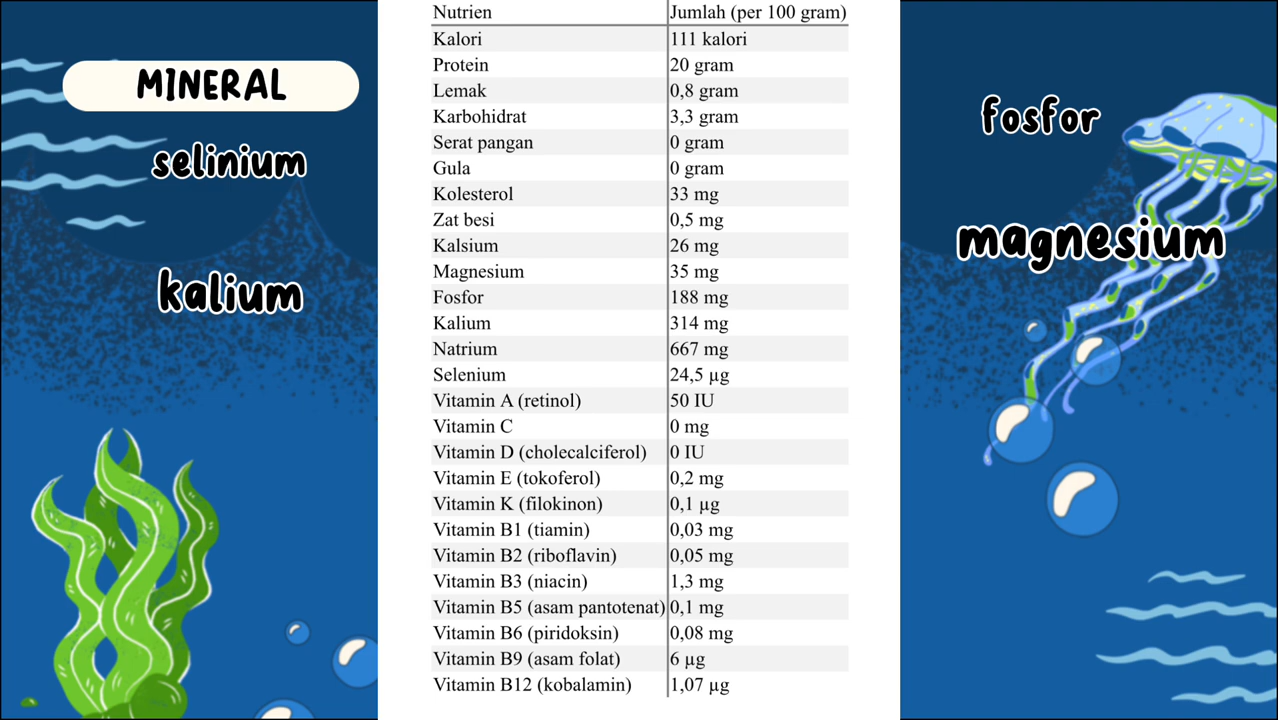 MINERAL
selinium
kalium
Nutrien Jumlah (per 100 gram)
Kalori 111 kalori
Protein 20 gram
Lemak 0,8 gram
Karbohidrat 3,3 gram
Serat pangan 0 gram
Gula 0 gram
Kolesterol 33 mg
Zat besi 0,5 mg
Kalsium 26 mg
Magnesium 35 mg
Fosfor 188 mg
Kalium 314 mg
Natrium 667 mg
Selenium 24,5 µg
Vitamin A (retinol) 50 IU
Vitamin C 0 mg
Vitamin D (cholecalciferol) 0 IU
Vitamin E (tokoferol) 0,2 mg
Vitamin K (filokinon) 0,1 µg
Vitamin B1 (tiamin) 0,03 mg
Vitamin B2 (riboflavin) 0,05 mg
Vitamin B3 (niacin) 1,3 mg
Vitamin B5 (asam pantotenat) 0,1 mg
Vitamin B6 (piridoksin) 0,08 mg
Vitamin B9 (asam folat) 6 µg
Vitamin B12 (kobalamin) 1,07 µg
fosfor
magnesium